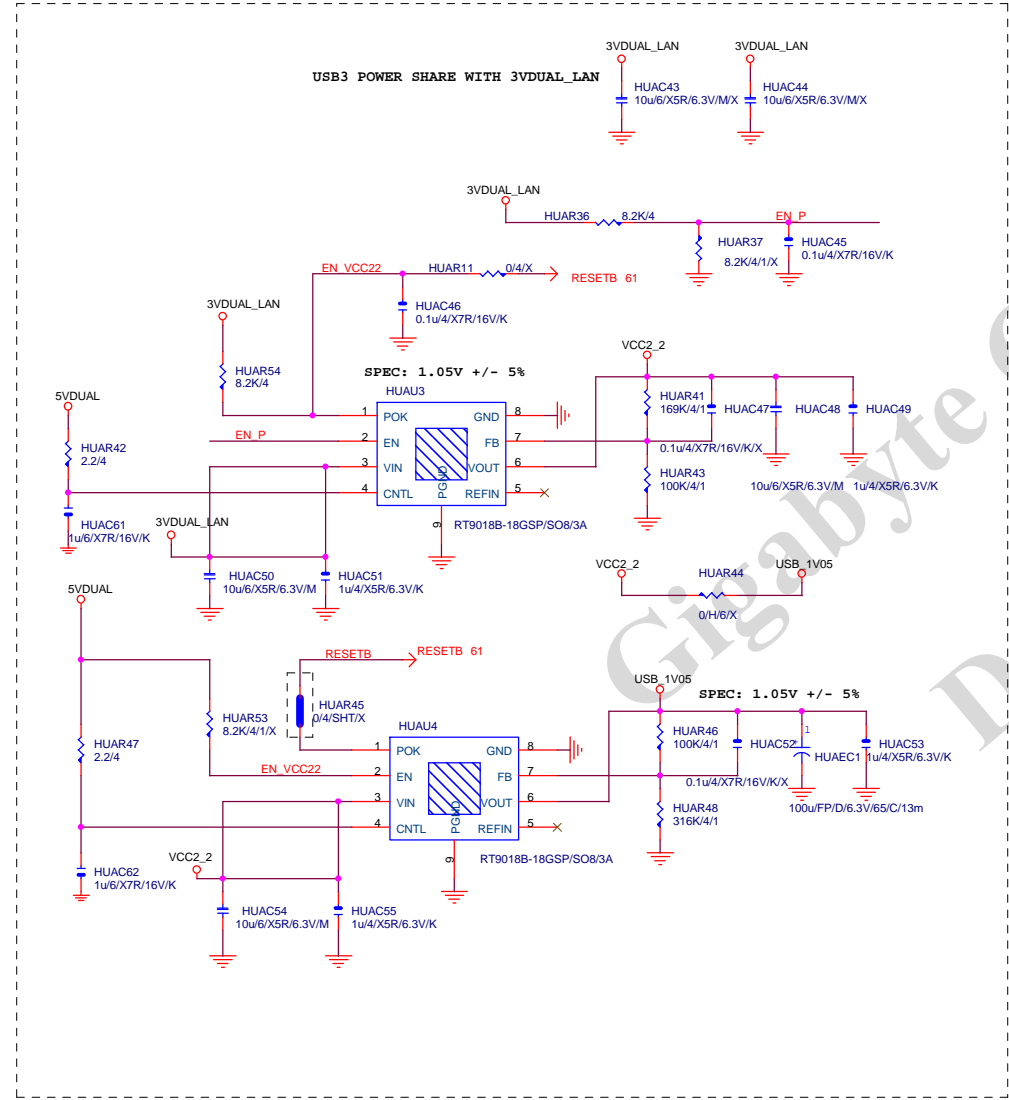 3VDUAL_LAN 3VDUAL_LAN
USB3 POWER SHARE WITH 3VDUAL_LAN
HUAC43 HUAC44
10u/6/X5R/6.3V/M/X 10u/6/X5R/6.3V/M/X
3VDUAL_LAN
HUAR36 8.2K/4 EN_P
HUAR37 HUAC45
8.2K/4/1/X 0.1u/4/X7R/16V/K
EN_VCC22 HUAR11 0/4/X
RESETB 61
HUAC46
0.1u/4/X7R/16V/K
3VDUAL_LAN
HUAR54
8.2K/4
SPEC: 1.05V +/- 5%
HUAU3
VCC2_2
5VDUAL
HUAR42
2.2/4
EN_P
1 POK GND 8
2 EN FB 7
3 VIN VOUT 6
4 CNTL REFIN 5
PGND
9
RT9018B-18GSP/SO8/3A
HUAR41
169K/4/1
HUAC47 HUAC48 HUAC49
0.1u/4/X7R/16V/K/X
HUAR43
100K/4/1
10u/6/X5R/6.3V/M 1u/4/X5R/6.3V/K
HUAC61
1u/6/X7R/16V/K
3VDUAL_LAN
HUAC50 HUAC51
10u/6/X5R/6.3V/M 1u/4/X5R/6.3V/K
VCC2_2 HUAR44 USB_1V05
0/H/6/X
5VDUAL
RESETB RESETB 61
HUAR45
0/4/SHT/X
HUAR53
8.2K/4/1/X
HUAR47
2.2/4
EN_VCC22
HUAU4
1 POK GND 8
2 EN FB 7
3 VIN VOUT 6
4 CNTL REFIN 5
PGND
9
RT9018B-18GSP/SO8/3A
USB_1V05
SPEC: 1.05V +/- 5%
HUAR46
100K/4/1
HUAC52
0.1u/4/X7R/16V/K/X
1
+
HUAEC1
100u/FP/D/6.3V/65/C/13m
HUAC53
1u/4/X5R/6.3V/K
HUAR48
316K/4/1
HUAC62
1u/6/X7R/16V/K
VCC2_2
HUAC54 HUAC55
10u/6/X5R/6.3V/M 1u/4/X5R/6.3V/K
Gigabyte